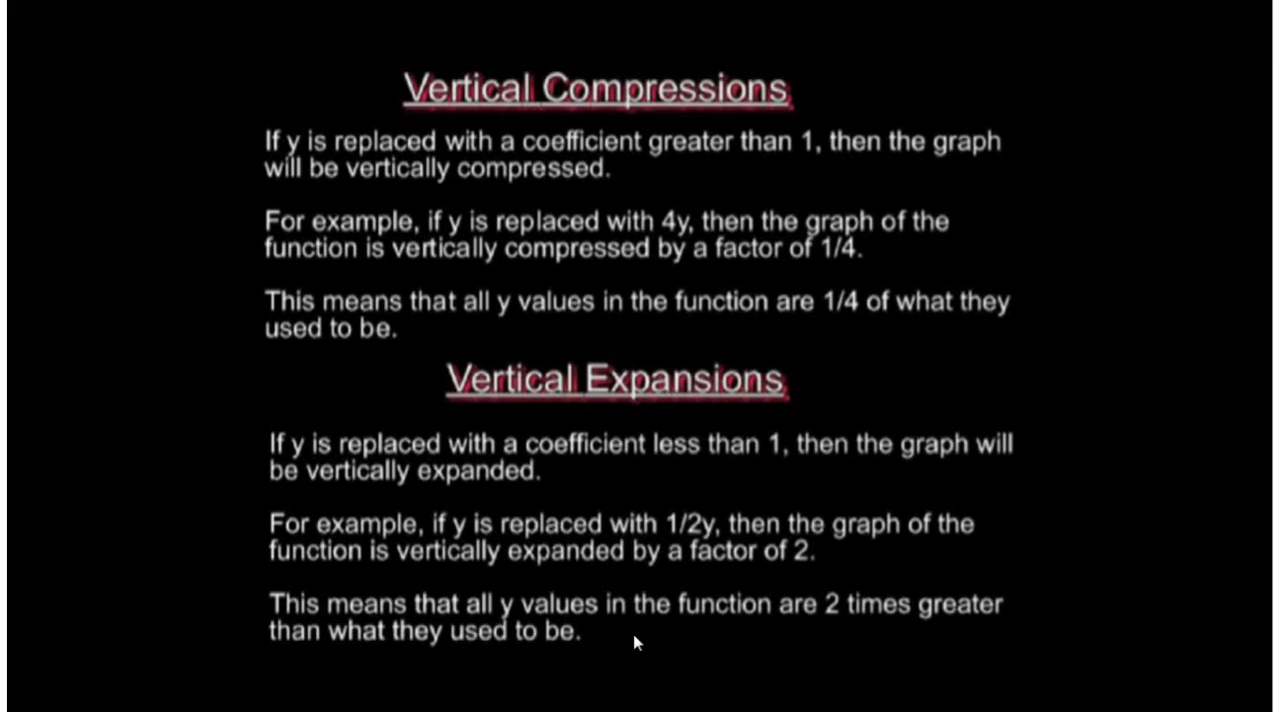 Vertical Compressions
If y is replaced with a coefficient greater than 1, then the graph
will be vertically compressed.
For example, if y is replaced with 4y, then the graph of the
function is vertically compressed by a factor of 1/4.
This means that all y values in the function are 1/4 of what they
used to be.
Vertical Expansions
If y is replaced with a coefficient less than 1, then the graph will
be vertically expanded.
For example, if y is replaced with 1/2y, then the graph of the
function is vertically expanded by a factor of 2.
This means that all y values in the function are 2 times greater
than what they used to be.